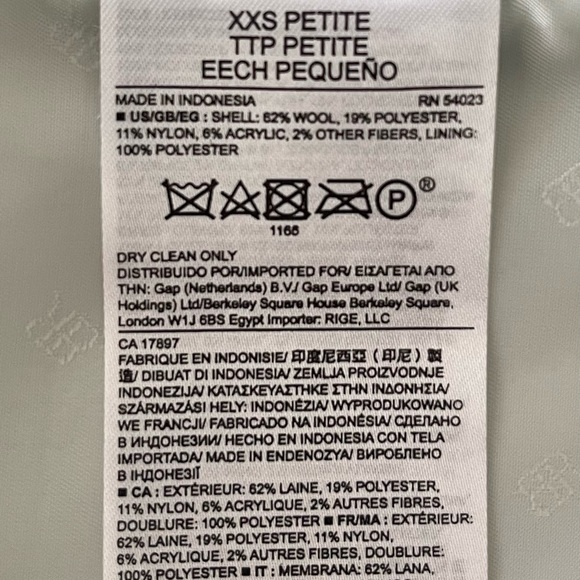 XXS PETITE
TTP PETITE
EECH PEQUEÑO
MADE IN INDONESIA RN 54023
■ US/GB/EG : SHELL: 62% WOOL, 19% POLYESTER,
11% NYLON, 6% ACRYLIC, 2% OTHER FIBERS, LINING:
100% POLYESTER
P ®
1166
DRY CLEAN ONLY
DISTRIBUIDO POR/IMPORTED FOR/ ΕΙΣΑΓΕΤΑΙ ΑΠΟ
THN: Gap (Netherlands) B.V./ Gap Europe Ltd/ Gap (UK
Holdings) Ltd/Berkeley Square House Berkeley Square,
London W1J 6BS Egypt Importer: RIGE, LLC
CA 17897
FABRIQUE EN INDONISIE/ 印度尼西亞 ( 印尼 ) 製
造/ DIBUAT DI INDONESIA/ ZEMLJA PROIZVODNJE
INDONEZIJA/ ΚΑΤΑΣΚΕΥΑΣΤΗΚΕ ΣΤΗΝ ΙΝΔΟΝΗΣΙΑ/
SZÁRMAZÁSI HELY: INDONÉZIA/ WYPRODUKOWANO
WE FRANCJI/ FABRICADO NA INDONÉSIA/ СДЕЛАНО
В ИНДОНЕЗИИ/ HECHO EN INDONESIA CON TELA
IMPORTADA/ MADE IN ENDENOZYA/ ВИРОБЛЕНО
В ІНДОНЕЗІЇ
■ CA : EXTÉRIEUR: 62% LAINE, 19% POLYESTER,
11% NYLON, 6% ACRYLIQUE, 2% AUTRES FIBRES,
DOUBLURE: 100% POLYESTER ■ FR/MA : EXTÉRIEUR:
62% LAINE, 19% POLYESTER, 11% NYLON,
6% ACRYLIQUE, 2% AUTRES FIBRES, DOUBLURE:
100% POLYESTER ■ IT : MEMBRANA: 62% LANA,